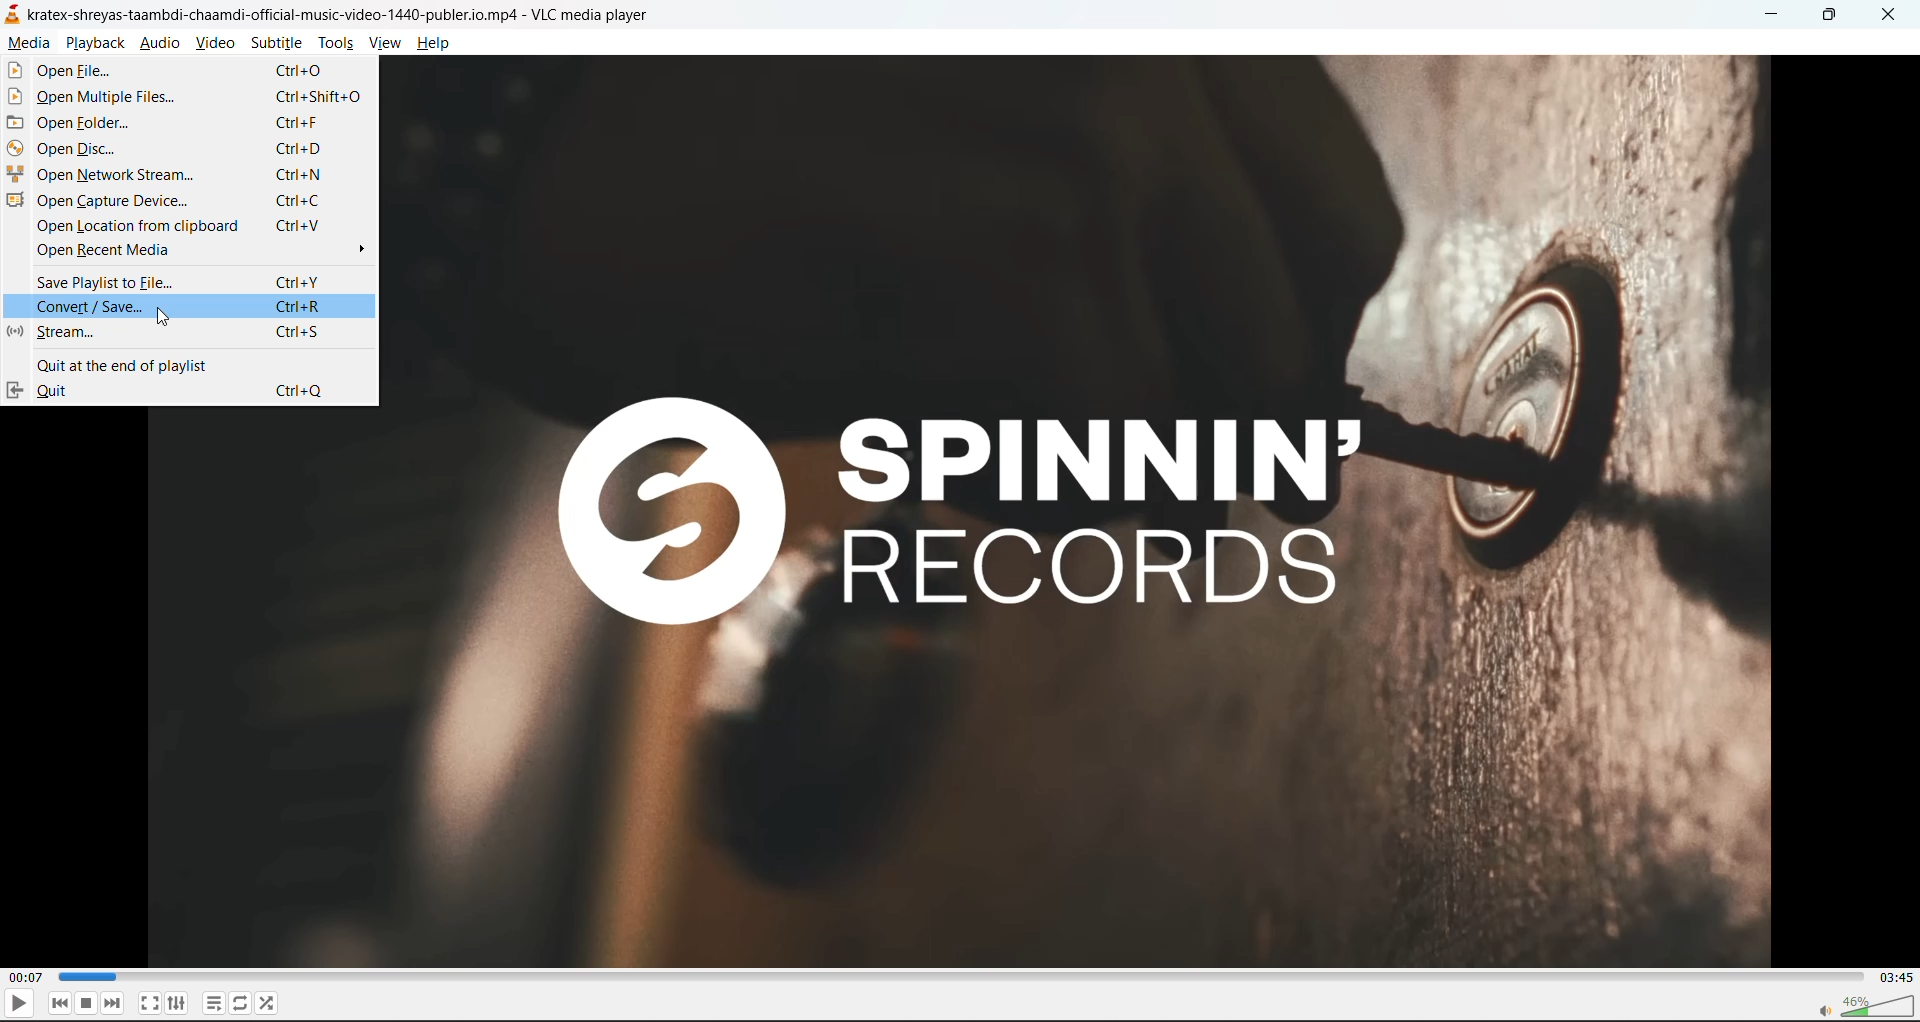 kratex-shreyas-taambdi-chaamdi-official-music-video-1440-publer.io.mp4 - VLC media player
Media Playback Audio Video Subtitle Tools View Help
Open File... Ctrl+O
Open Multiple Files... Ctrl+Shift+O
Open Folder... Ctrl+F
Open Disc... Ctrl+D
Open Network Stream... Ctrl+N
Open Capture Device... Ctrl+C
Open Location from clipboard Ctrl+V
Open Recent Media
Save Playlist to File... Ctrl+Y
Convert / Save... Ctrl+R
Stream... Ctrl+S
Quit at the end of playlist
Quit Ctrl+Q
SPINNIN'
RECORDS
00:07 03:45
46%